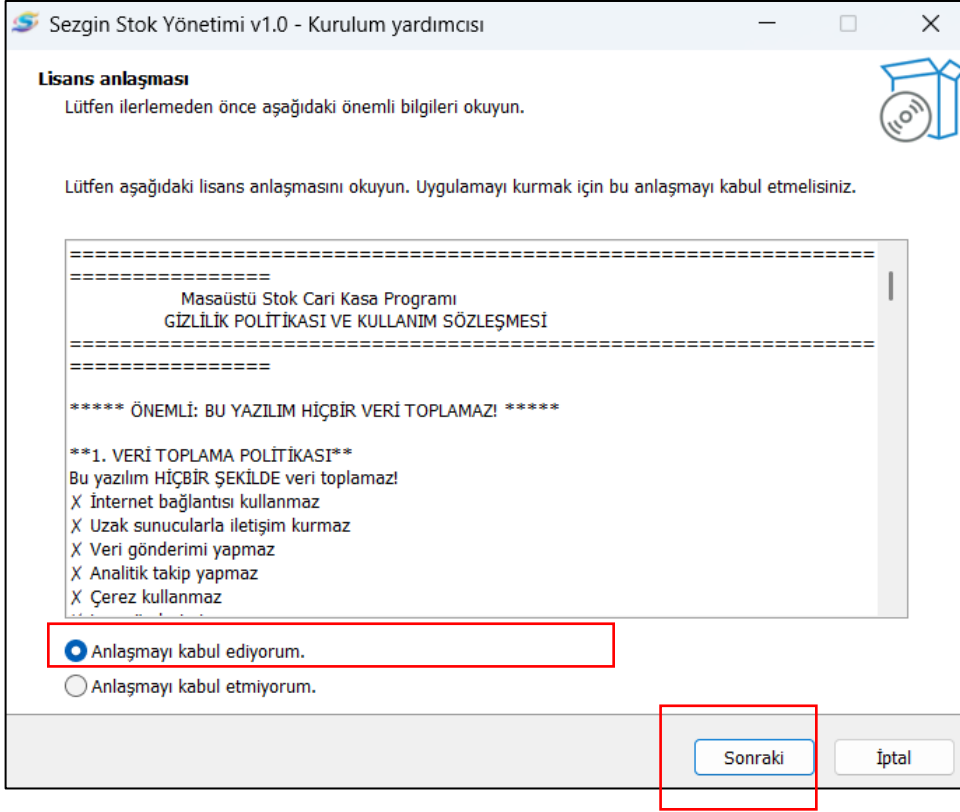 Sezgin Stok Yönetimi v1.0 - Kurulum yardımcısı
Lisans anlaşması
Lütfen ilerlemeden önce aşağıdaki önemli bilgileri okuyun.
Lütfen aşağıdaki lisans anlaşmasını okuyun. Uygulamayı kurmak için bu anlaşmayı kabul etmelisiniz.
================================================================
================
Masaüstü Stok Cari Kasa Programı
GİZLİLİK POLİTİKASI VE KULLANIM SÖZLEŞMESİ
================================================================
================
***** ÖNEMLİ: BU YAZILIM HİÇBİR VERİ TOPLAMAZ! *****
**1. VERİ TOPLAMA POLİTİKASI**
Bu yazılım HİÇBİR ŞEKİLDE veri toplamaz!
✗ İnternet bağlantısı kullanmaz
✗ Uzak sunucularla iletişim kurmaz
✗ Veri gönderimi yapmaz
✗ Analitik takip yapmaz
✗ Çerez kullanmaz
Anlaşmayı kabul ediyorum.
Anlaşmayı kabul etmiyorum.
Sonraki
İptal